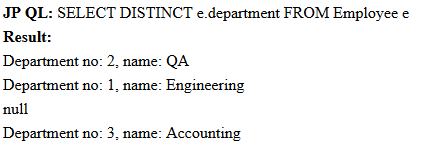 JP QL: SELECT DISTINCT e.department FROM Employee e
Result:
Department no: 2, name: QA
Department no: 1, name: Engineering
null
Department no: 3, name: Accounting